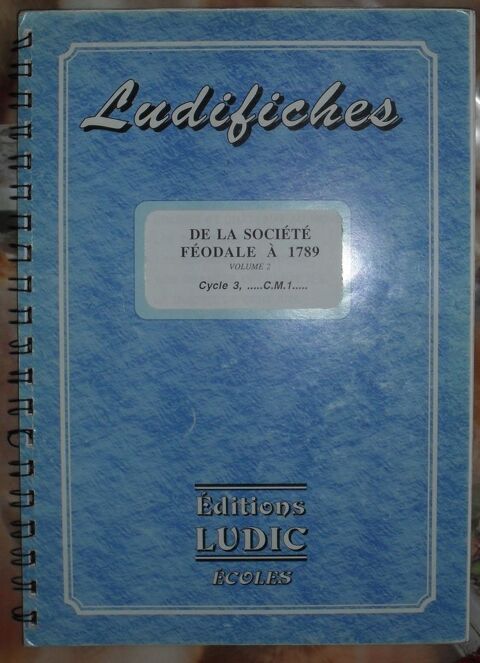 Ludifiches
DE LA SOCIÉTÉ
FÉODALE À 1789
VOLUME 2
Cycle 3, .....C.M.1.....
Éditions
LUDIC
ÉCOLES